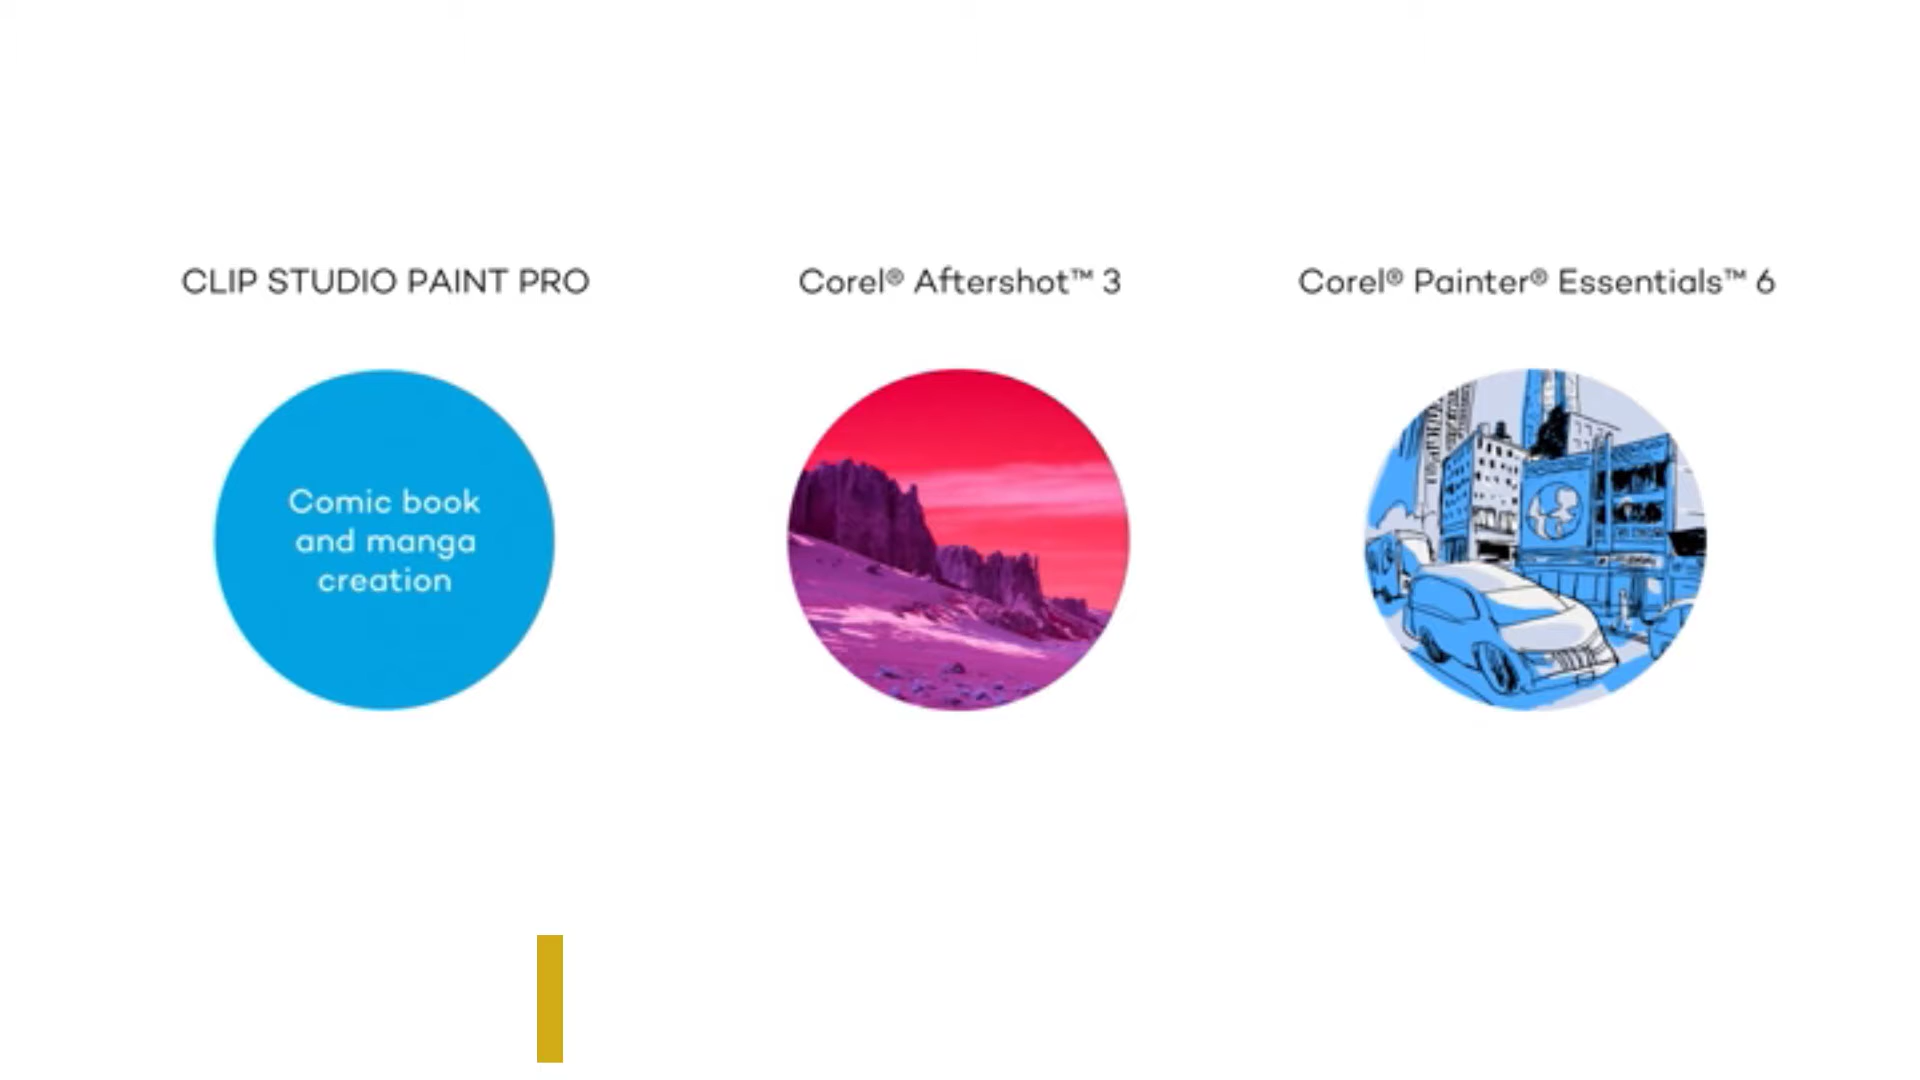 CLIP STUDIO PAINT PRO
Corel® Aftershot™ 3
Corel® Painter® Essentials™ 6
Comic book
and manga
creation